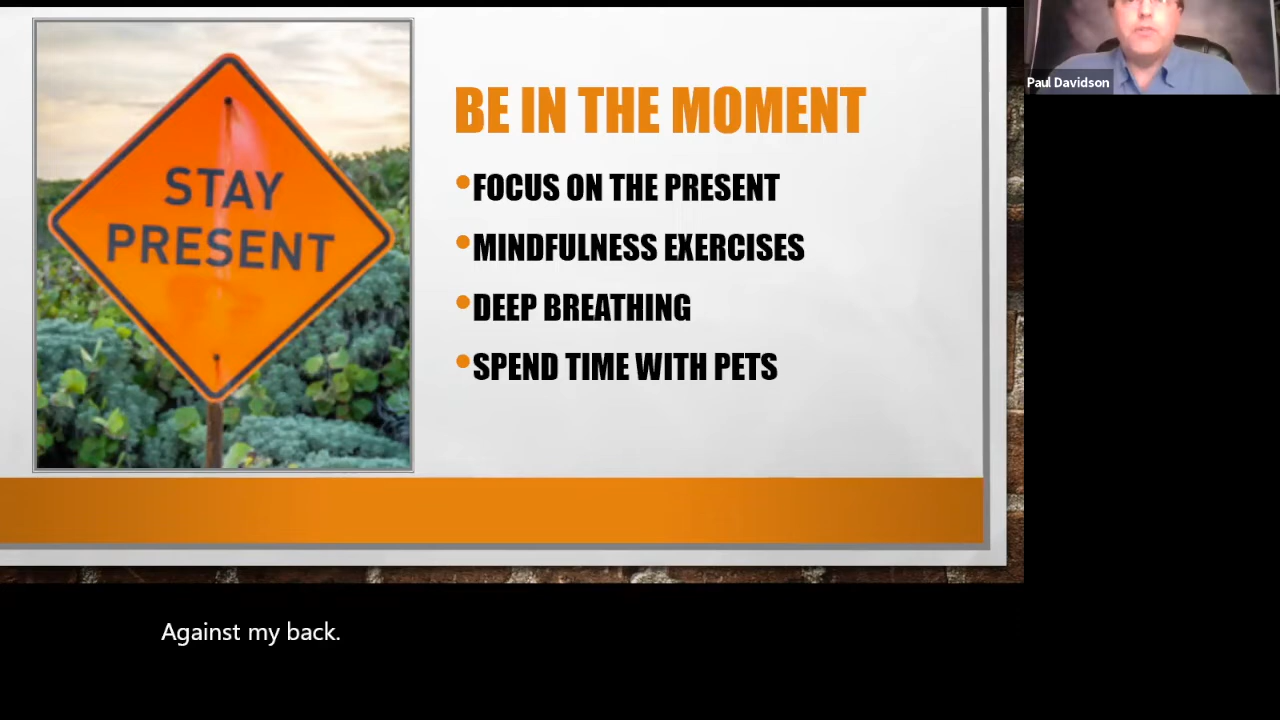 STAY
PRESENT
BE IN THE MOMENT
•FOCUS ON THE PRESENT
•MINDFULNESS EXERCISES
•DEEP BREATHING
•SPEND TIME WITH PETS
Paul Davidson
Against my back.